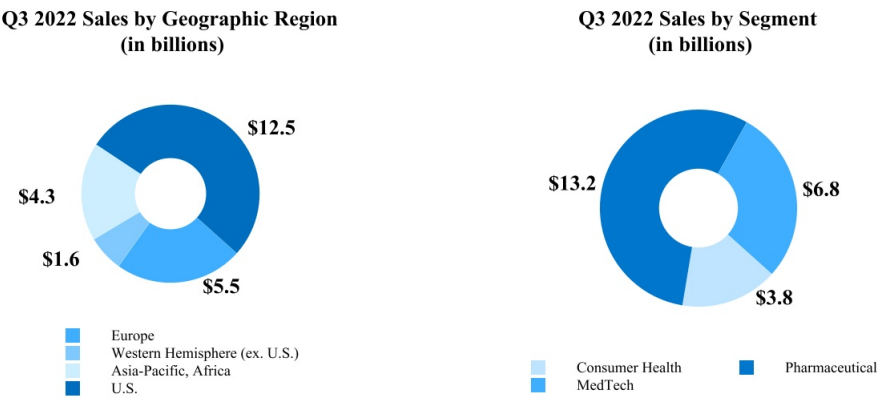 Q3 2022 Sales by Geographic Region
(in billions)
$12.5
$4.3
$1.6
$5.5
Europe
Western Hemisphere (ex. U.S.)
Asia-Pacific, Africa
U.S.
Q3 2022 Sales by Segment
(in billions)
$13.2
$6.8
$3.8
Consumer Health
MedTech
Pharmaceutical